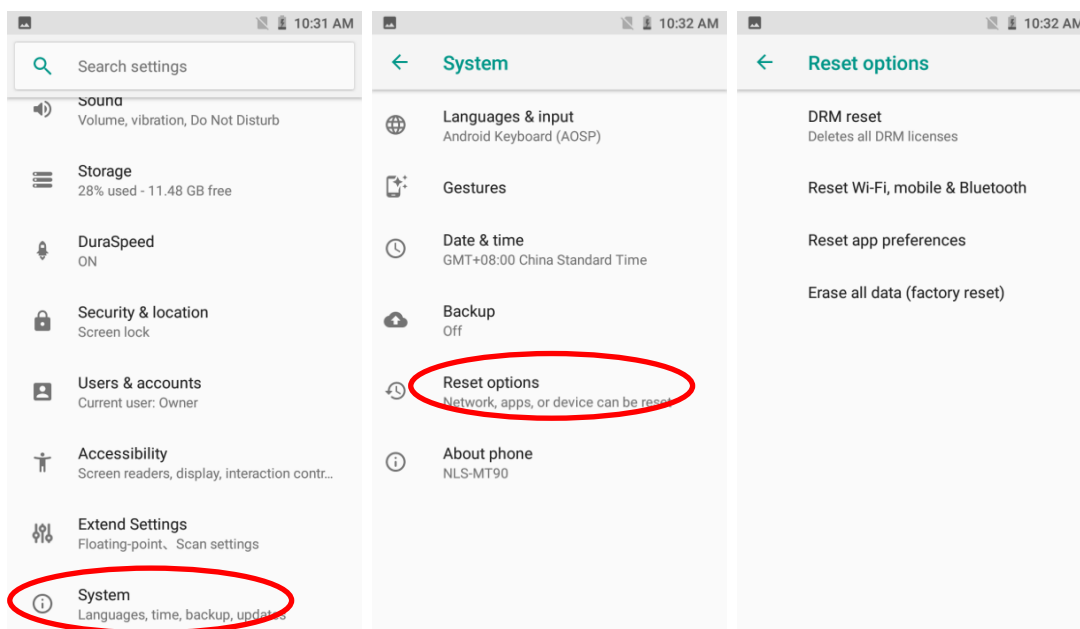 10:31 AM
Search settings
Sound
Volume, vibration, Do Not Disturb
Storage
28% used - 11.48 GB free
DuraSpeed
ON
Security & location
Screen lock
Users & accounts
Current user: Owner
Accessibility
Screen readers, display, interaction contr...
Extend Settings
Floating-point、Scan settings
System
Languages, time, backup, updates
10:32 AM
System
Languages & input
Android Keyboard (AOSP)
Gestures
Date & time
GMT+08:00 China Standard Time
Backup
Off
Reset options
Network, apps, or device can be reset
About phone
NLS-MT90
10:32 AM
Reset options
DRM reset
Deletes all DRM licenses
Reset Wi-Fi, mobile & Bluetooth
Reset app preferences
Erase all data (factory reset)